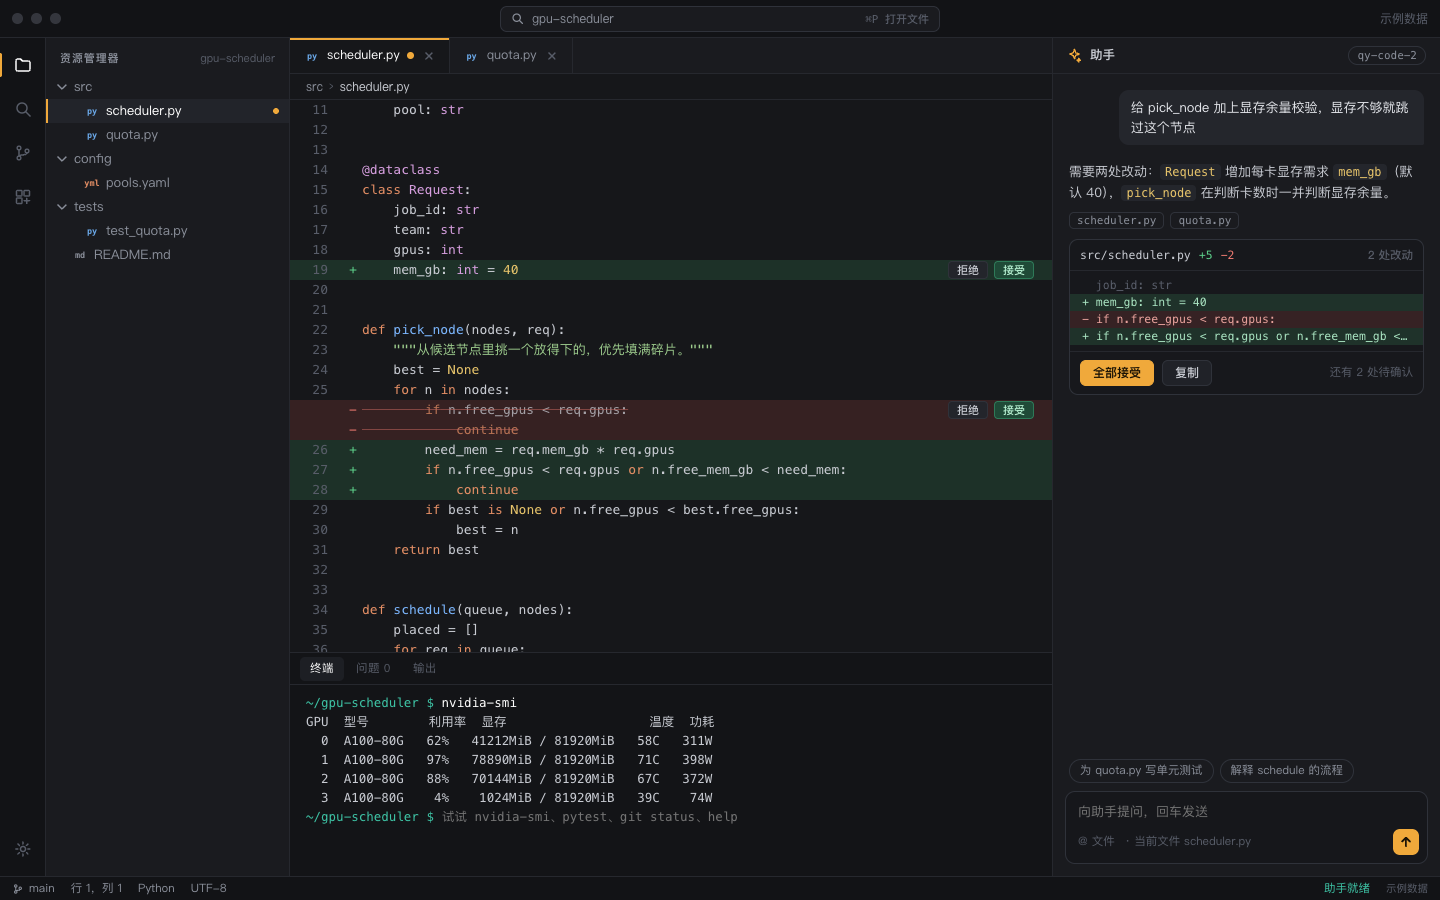 gpu-scheduler ⌘P 打开文件
示例数据
资源管理器 gpu-scheduler
src
py scheduler.py
py quota.py
config
yml pools.yaml
tests
py test_quota.py
md README.md
py scheduler.py
py quota.py
src > scheduler.py
11 pool: str
12
13
14 @dataclass
15 class Request:
16 job_id: str
17 team: str
18 gpus: int
19 + mem_gb: int = 40 拒绝 接受
20
21
22 def pick_node(nodes, req):
23 """从候选节点里挑一个放得下的，优先填满碎片。"""
24 best = None
25 for n in nodes:
- if n.free_gpus < req.gpus: 拒绝 接受
- continue
26 + need_mem = req.mem_gb * req.gpus
27 + if n.free_gpus < req.gpus or n.free_mem_gb < need_mem:
28 + continue
29 if best is None or n.free_gpus < best.free_gpus:
30 best = n
31 return best
32
33
34 def schedule(queue, nodes):
35 placed = []
36 for req in queue:
终端 问题 0 输出
~/gpu-scheduler $ nvidia-smi
GPU 型号 利用率 显存 温度 功耗
0 A100-80G 62% 41212MiB / 81920MiB 58C 311W
1 A100-80G 97% 78890MiB / 81920MiB 71C 398W
2 A100-80G 88% 70144MiB / 81920MiB 67C 372W
3 A100-80G 4% 1024MiB / 81920MiB 39C 74W
~/gpu-scheduler $ 试试 nvidia-smi、pytest、git status、help
助手 qy-code-2
给 pick_node 加上显存余量校验，显存不够就跳
过这个节点
需要两处改动：Request 增加每卡显存需求 mem_gb（默
认 40），pick_node 在判断卡数时一并判断显存余量。
scheduler.py quota.py
src/scheduler.py +5 −2 2 处改动
job_id: str
+ mem_gb: int = 40
− if n.free_gpus < req.gpus:
+ if n.free_gpus < req.gpus or n.free_mem_gb <…
全部接受 复制 还有 2 处待确认
为 quota.py 写单元测试 解释 schedule 的流程
向助手提问，回车发送
@ 文件 · 当前文件 scheduler.py
main 行 1，列 1 Python UTF-8 助手就绪 示例数据